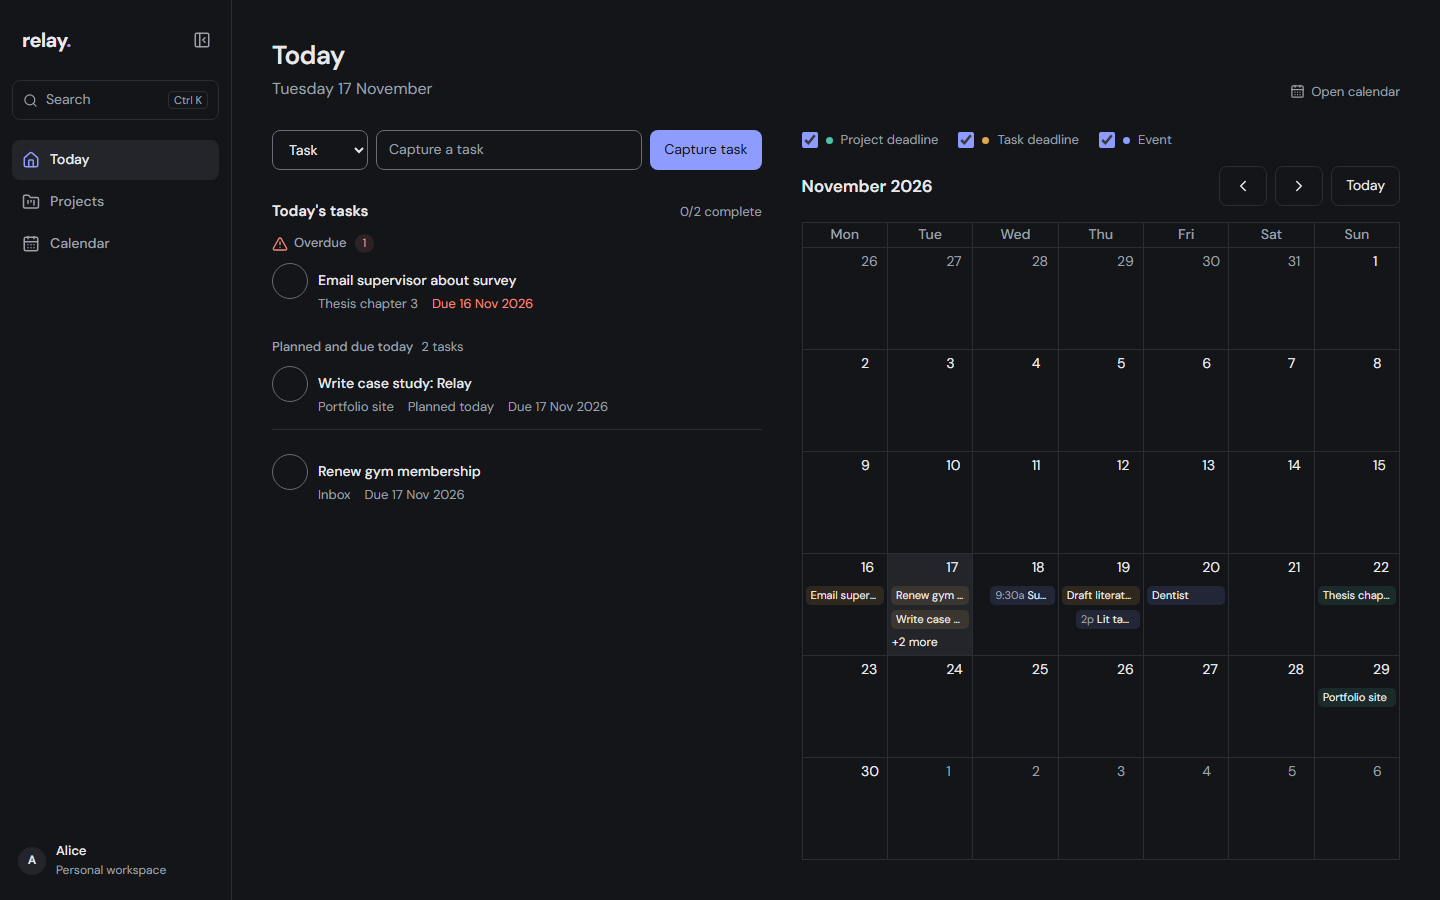 relay.
Search Ctrl K
Today
Projects
Calendar
A
Alice
Personal workspace
Today
Tuesday 17 November
Open calendar
Task Capture a task Capture task
Today's tasks 0/2 complete
Overdue 1
Email supervisor about survey
Thesis chapter 3 Due 16 Nov 2026
Planned and due today 2 tasks
Write case study: Relay
Portfolio site Planned today Due 17 Nov 2026
Renew gym membership
Inbox Due 17 Nov 2026
Project deadline Task deadline Event
November 2026 Today
Mon Tue Wed Thu Fri Sat Sun
26 27 28 29 30 31 1
2 3 4 5 6 7 8
9 10 11 12 13 14 15
16 17 18 19 20 21 22
Email super... Renew gym ... 9:30a Su... Draft literat... Dentist Thesis chap...
Write case ... 2p Lit ta...
+2 more
23 24 25 26 27 28 29
Portfolio site
30 1 2 3 4 5 6